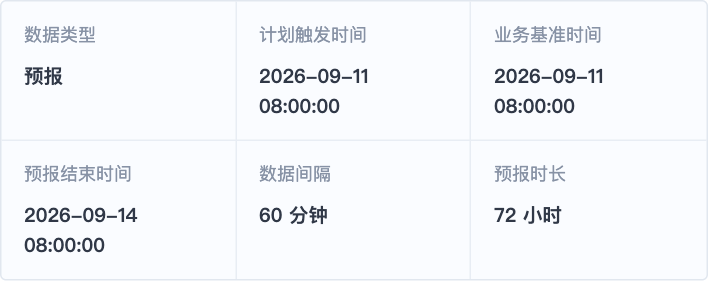 数据类型
预报
计划触发时间
2026-09-11
08:00:00
业务基准时间
2026-09-11
08:00:00
预报结束时间
2026-09-14
08:00:00
数据间隔
60 分钟
预报时长
72 小时